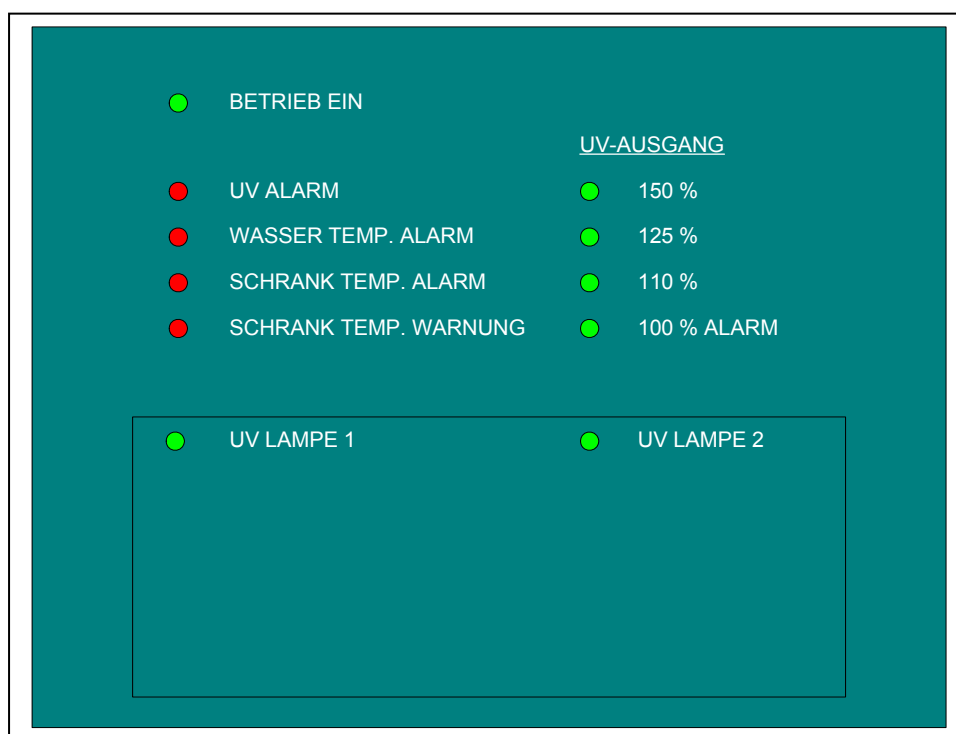 BETRIEB EIN
UV-AUSGANG
UV ALARM 150 %
WASSER TEMP. ALARM 125 %
SCHRANK TEMP. ALARM 110 %
SCHRANK TEMP. WARNUNG 100 % ALARM
UV LAMPE 1 UV LAMPE 2